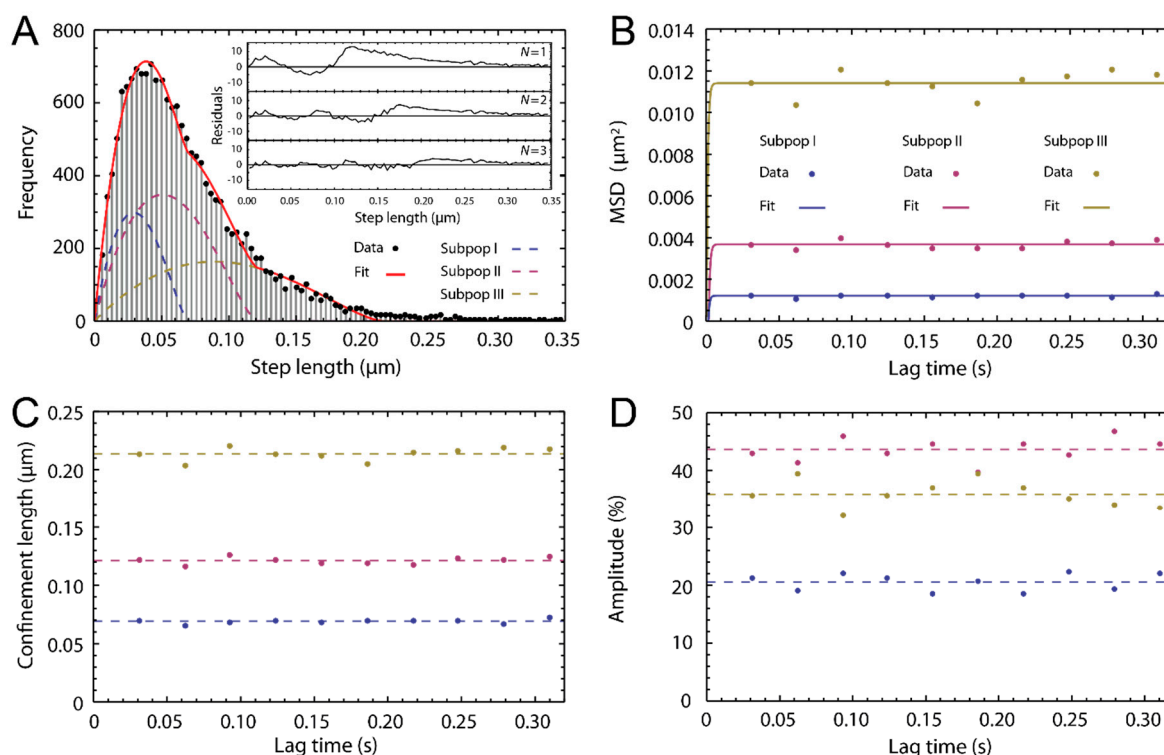 A
800
600
400
200
0
Frequency
0
0.05
0.10
0.15
0.20
0.25
0.30
0.35
Step length (µm)
Data
Fit
Subpop I
Subpop II
Subpop III
Residuals
10
0
-10
N=1
10
0
-10
N=2
10
0
-10
N=3
0.00
0.05
0.10
0.15
0.20
0.25
0.30
0.35
Step length (µm)
B
0.014
0.012
0.010
0.008
0.006
0.004
0.002
0
MSD (µm²)
Subpop I
Subpop II
Subpop III
Data
Data
Data
Fit
Fit
Fit
0
0.05
0.10
0.15
0.20
0.25
0.30
Lag time (s)
C
0.25
0.20
0.15
0.10
0.05
0
Confinement length (µm)
0
0.05
0.10
0.15
0.20
0.25
0.30
Lag time (s)
D
50
40
30
20
10
0
Amplitude (%)
0
0.05
0.10
0.15
0.20
0.25
0.30
Lag time (s)